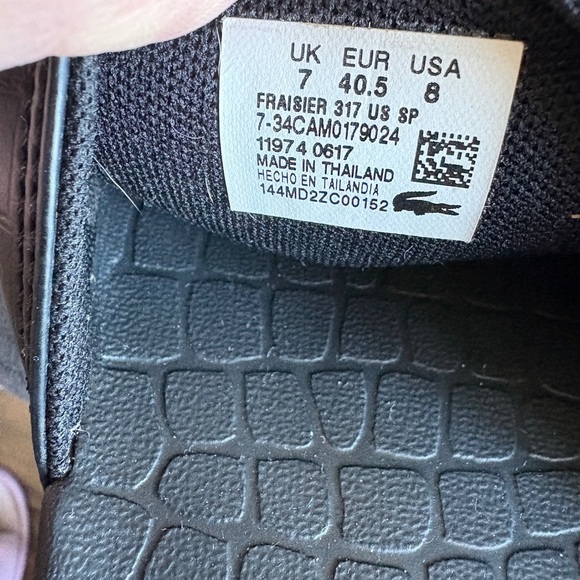 UK EUR USA
7 40.5 8
FRAISIER 317 US SP
7-34CAM0179024
11974 0617
MADE IN THAILAND
HECHO EN TAILANDIA
144MD2ZC00152